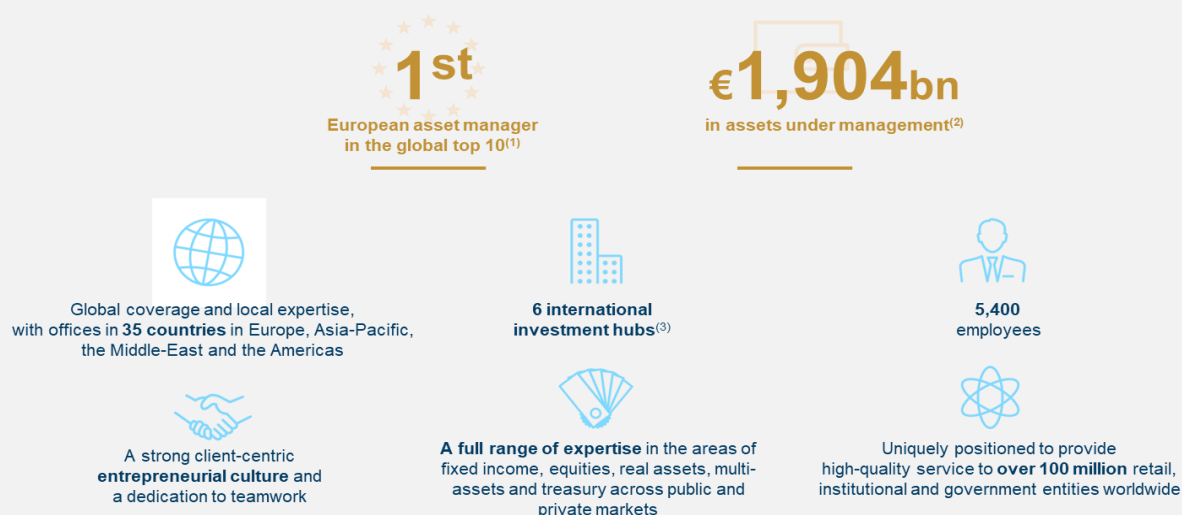 1st
European asset manager
in the global top 10(1)
€1,904bn
in assets under management(2)
Global coverage and local expertise,
with offices in 35 countries in Europe, Asia-Pacific,
the Middle-East and the Americas
6 international
investment hubs(3)
5,400
employees
A strong client-centric
entrepreneurial culture and
a dedication to teamwork
A full range of expertise in the areas of
fixed income, equities, real assets, multi-
assets and treasury across public and
private markets
Uniquely positioned to provide
high-quality service to over 100 million retail,
institutional and government entities worldwide